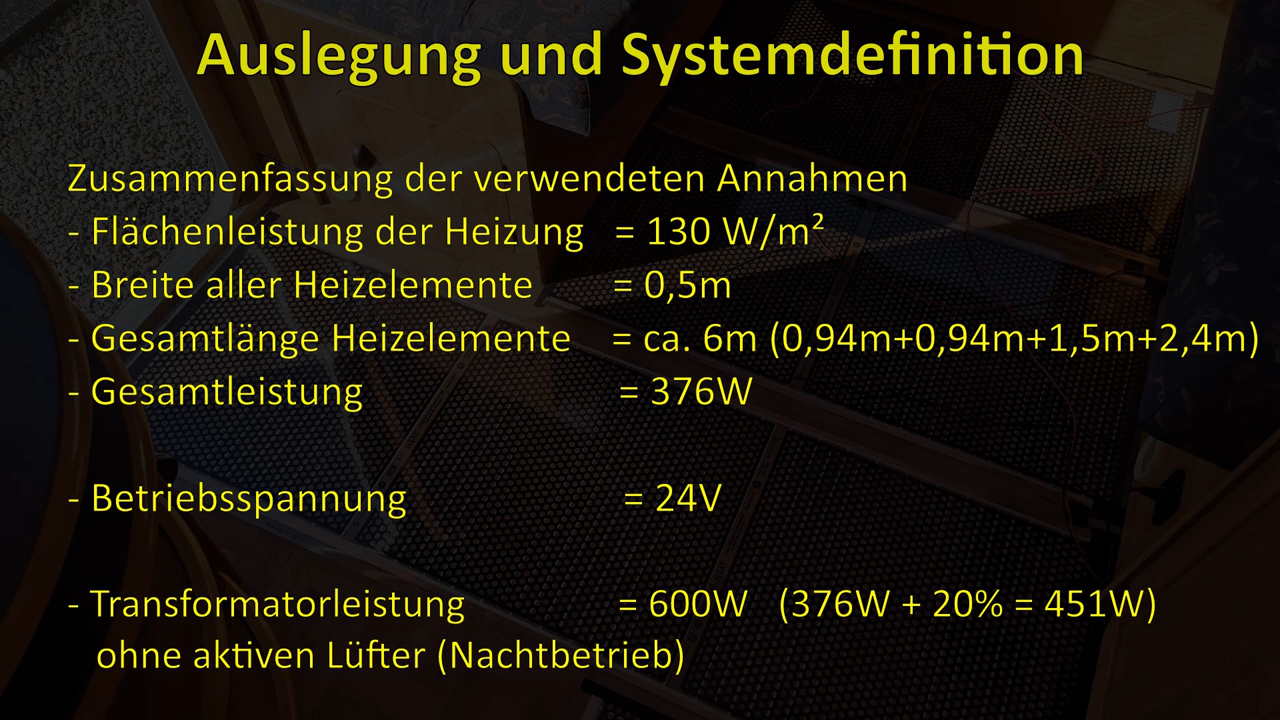 Auslegung und Systemdefinition
Zusammenfassung der verwendeten Annahmen
- Flächenleistung der Heizung = 130 W/m²
- Breite aller Heizelemente = 0,5m
- Gesamtlänge Heizelemente = ca. 6m (0,94m+0,94m+1,5m+2,4m)
- Gesamtleistung = 376W
- Betriebsspannung = 24V
- Transformatorleistung = 600W (376W + 20% = 451W)
ohne aktiven Lüfter (Nachtbetrieb)